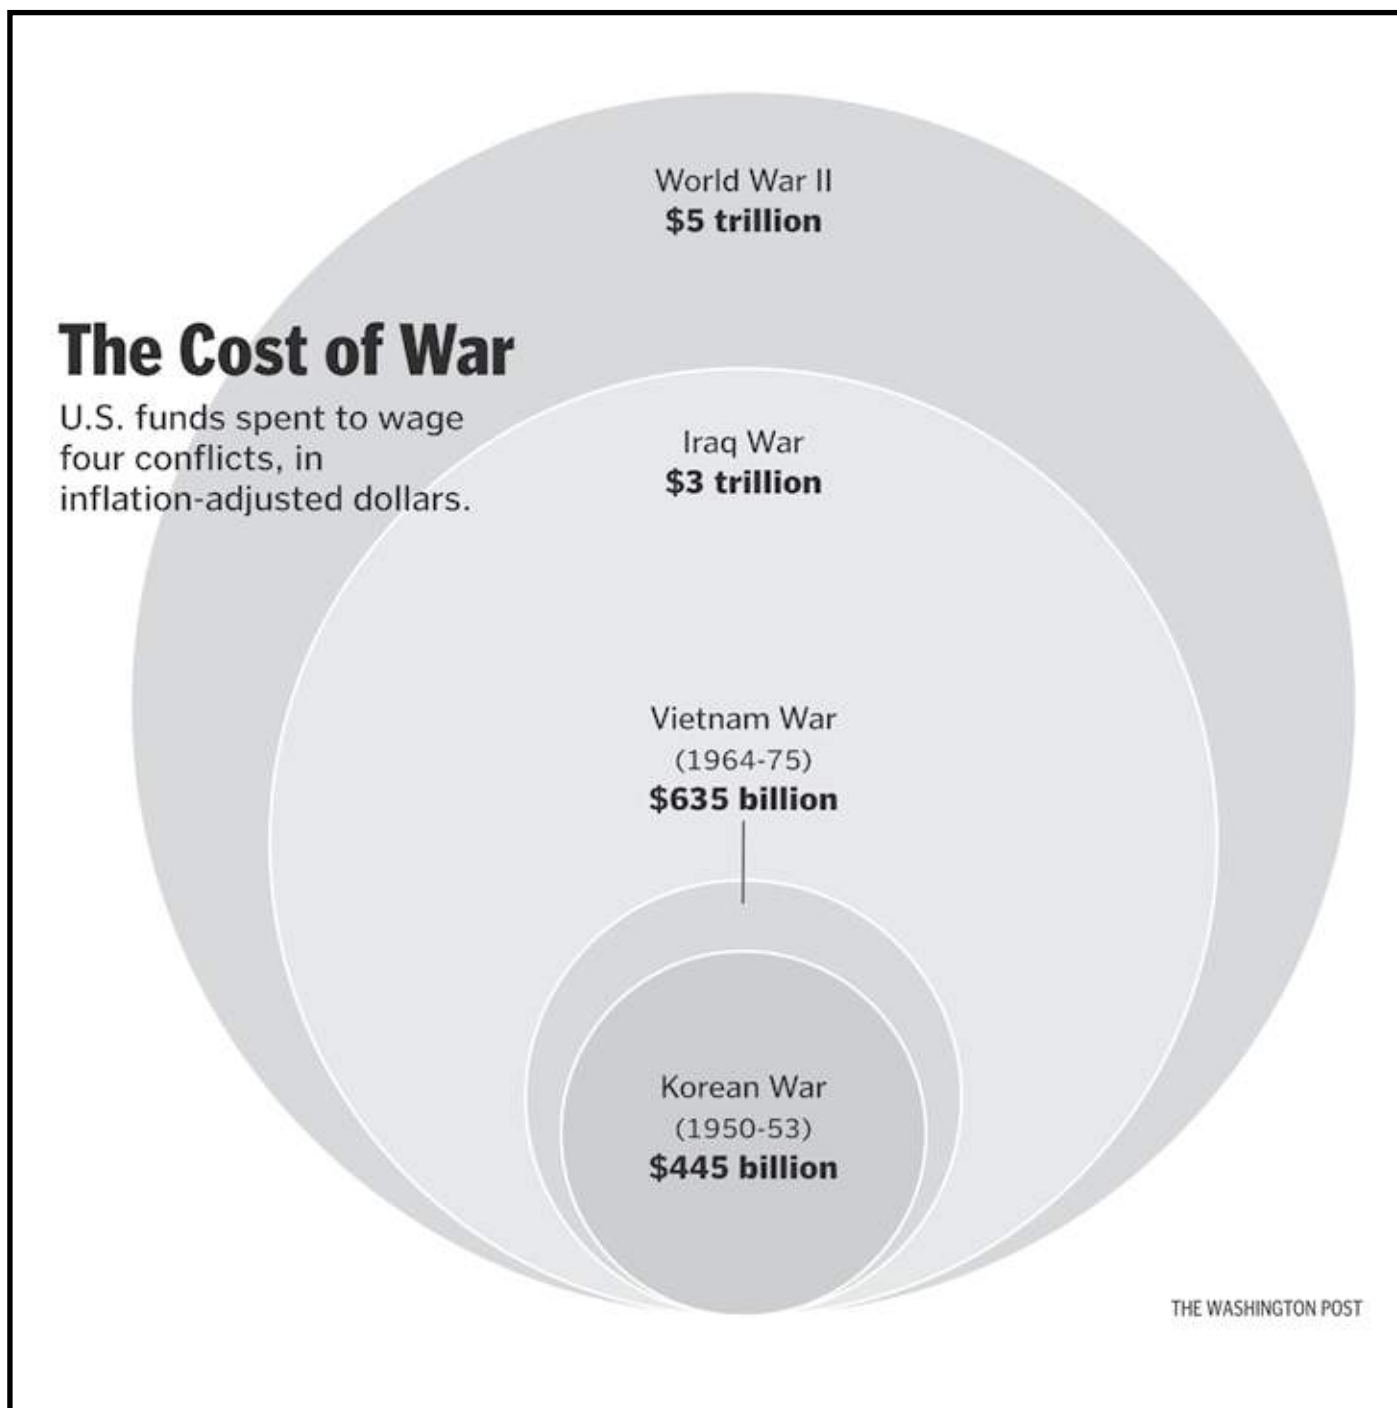 World War II
$5 trillion
The Cost of War
U.S. funds spent to wage
four conflicts, in
inflation-adjusted dollars.
Iraq War
$3 trillion
Vietnam War
(1964-75)
$635 billion
Korean War
(1950-53)
$445 billion
THE WASHINGTON POST